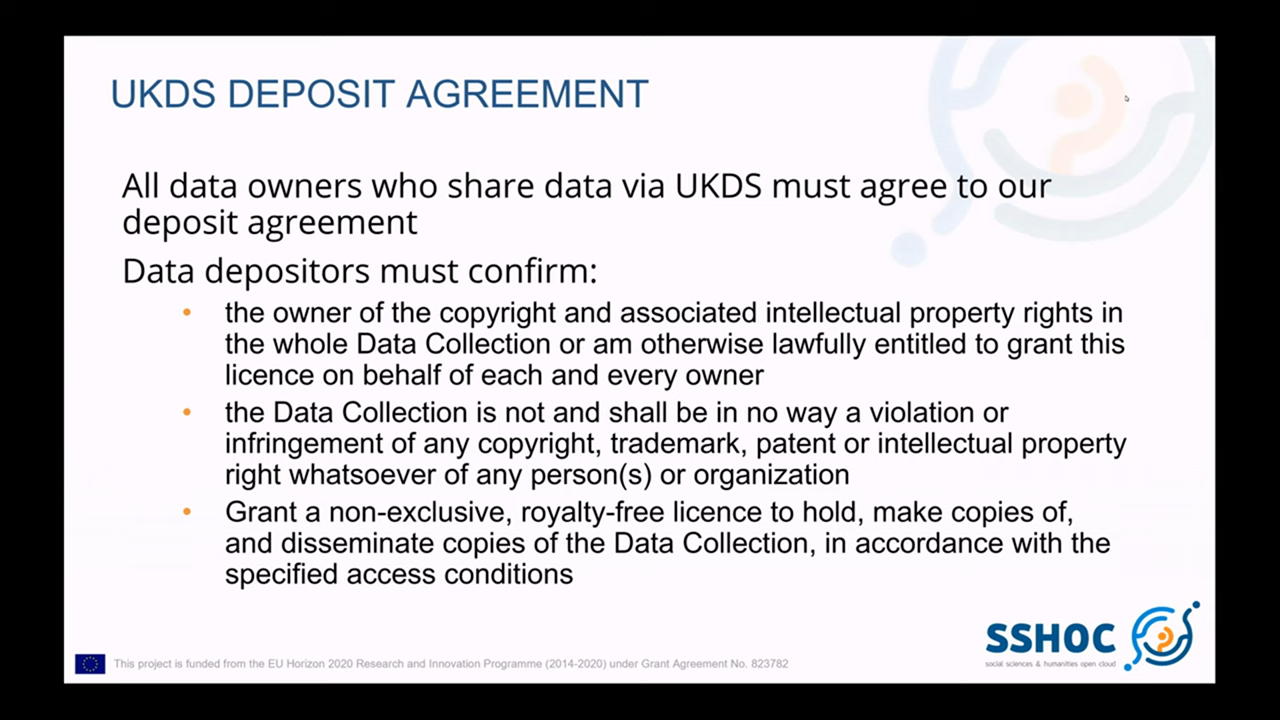 UKDS DEPOSIT AGREEMENT
All data owners who share data via UKDS must agree to our
deposit agreement
Data depositors must confirm:
• the owner of the copyright and associated intellectual property rights in
the whole Data Collection or am otherwise lawfully entitled to grant this
licence on behalf of each and every owner
• the Data Collection is not and shall be in no way a violation or
infringement of any copyright, trademark, patent or intellectual property
right whatsoever of any person(s) or organization
• Grant a non-exclusive, royalty-free licence to hold, make copies of,
and disseminate copies of the Data Collection, in accordance with the
specified access conditions
SSHOC
social sciences & humanities open cloud
This project is funded from the EU Horizon 2020 Research and Innovation Programme (2014-2020) under Grant Agreement No. 823782